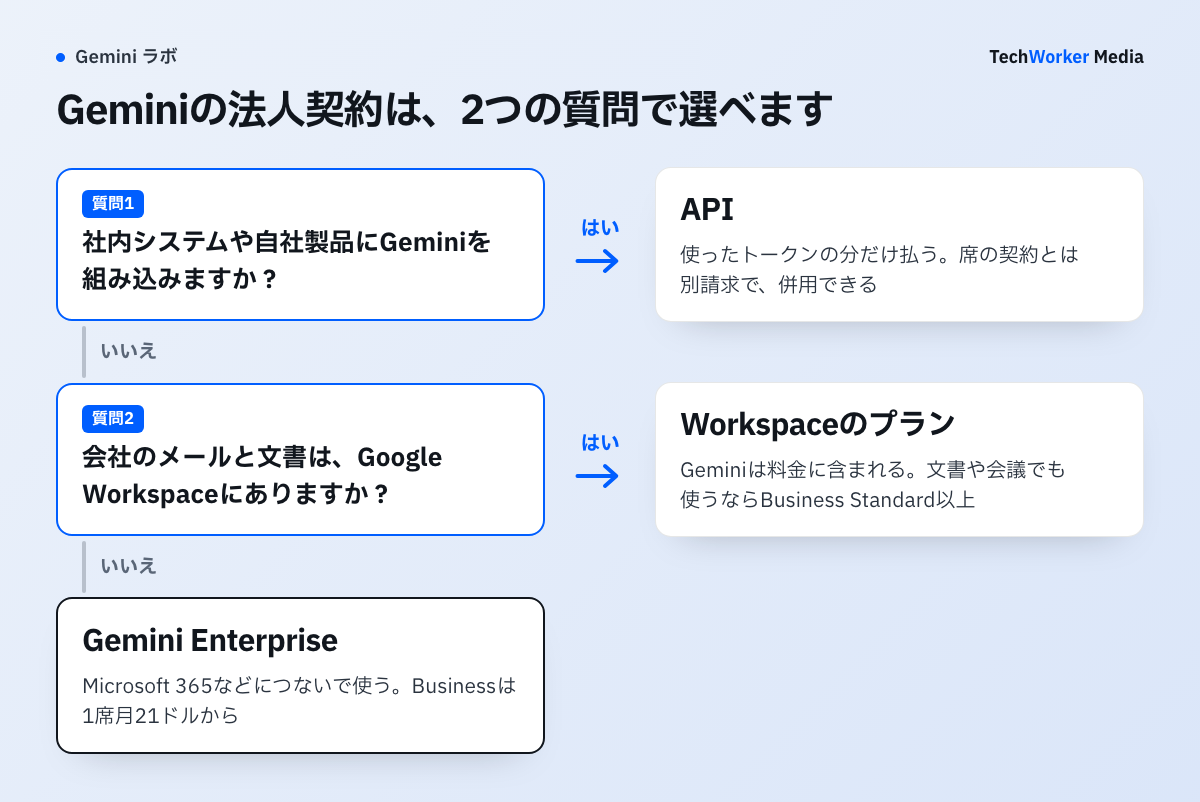 Gemini ラボ
TechWorker Media
Geminiの法人契約は、2つの質問で選べます
質問1
社内システムや自社製品にGeminiを
組み込みますか？
はい
API
使ったトークンの分だけ払う。席の契約とは
別請求で、併用できる
いいえ
質問2
会社のメールと文書は、Google
Workspaceにありますか？
はい
Workspaceのプラン
Geminiは料金に含まれる。文書や会議でも
使うならBusiness Standard以上
いいえ
Gemini Enterprise
Microsoft 365などにつないで使う。Businessは
1席月21ドルから